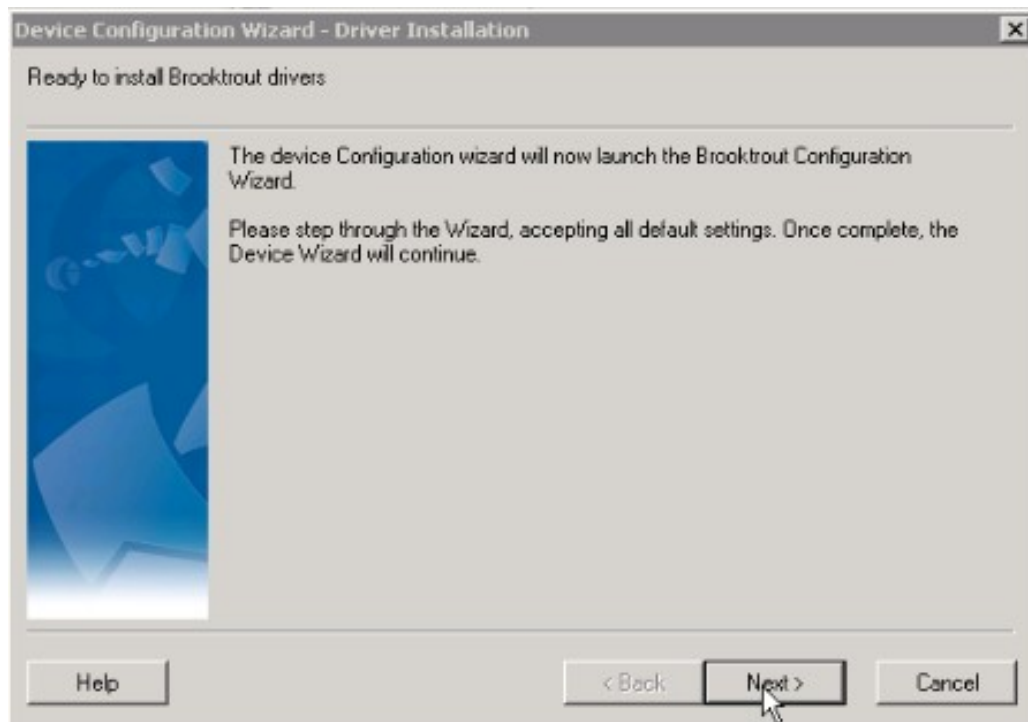 Device Configuration Wizard - Driver Installation
Ready to install Brooktrout drivers
The device Configuration wizard will now launch the Brooktrout Configuration
Wizard.
Please step through the Wizard, accepting all default settings. Once complete, the
Device Wizard will continue.
Help
< Back
Next >
Cancel